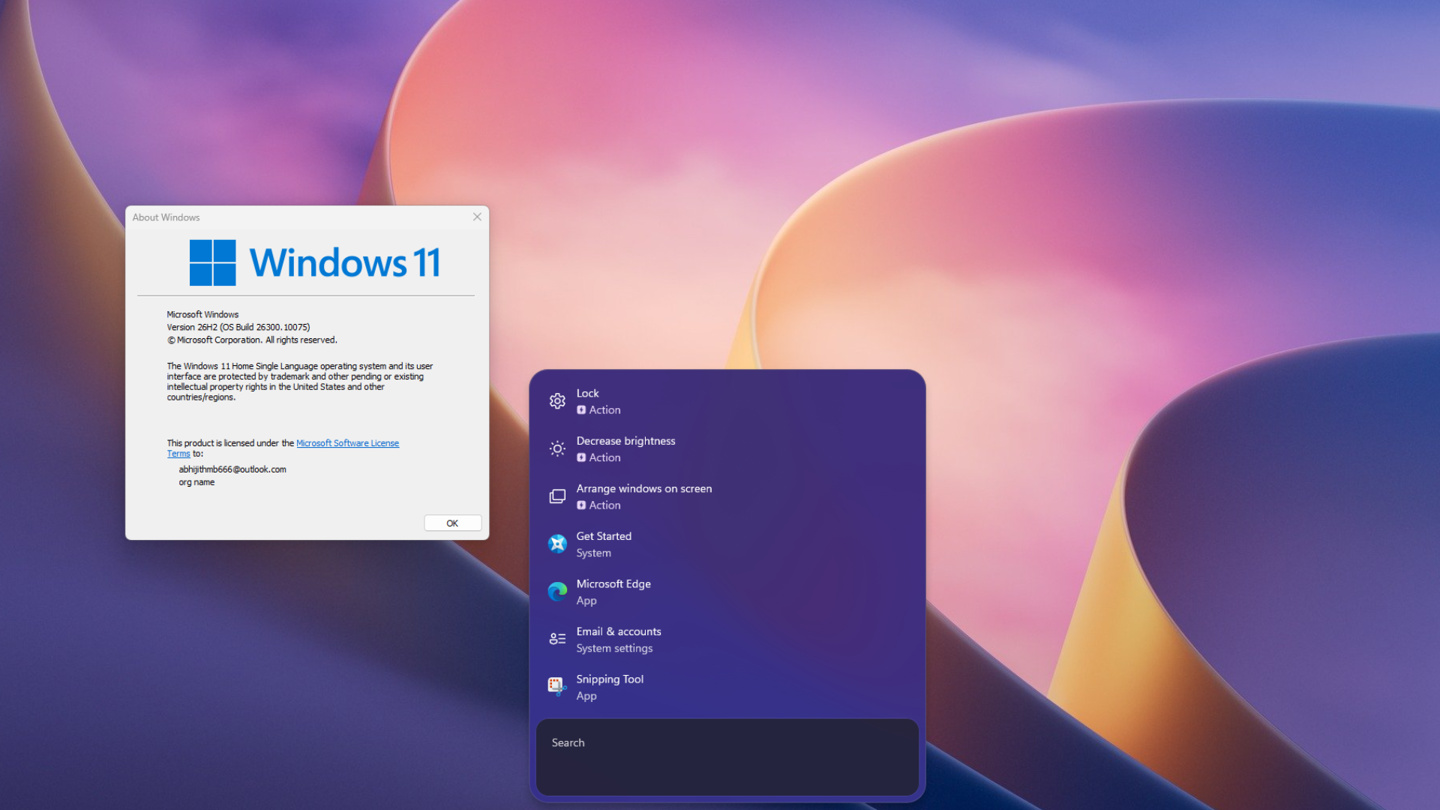 About Windows
Windows 11
Microsoft Windows
Version 26H2 (OS Build 26300.10075)
© Microsoft Corporation. All rights reserved.
The Windows 11 Home Single Language operating system and its user
interface are protected by trademark and other pending or existing
intellectual property rights in the United States and other
countries/regions.
This product is licensed under the Microsoft Software License
Terms to:
abhijithmb666@outlook.com
org name
OK
Lock
Action
Decrease brightness
Action
Arrange windows on screen
Action
Get Started
System
Microsoft Edge
App
Email & accounts
System settings
Snipping Tool
App
Search